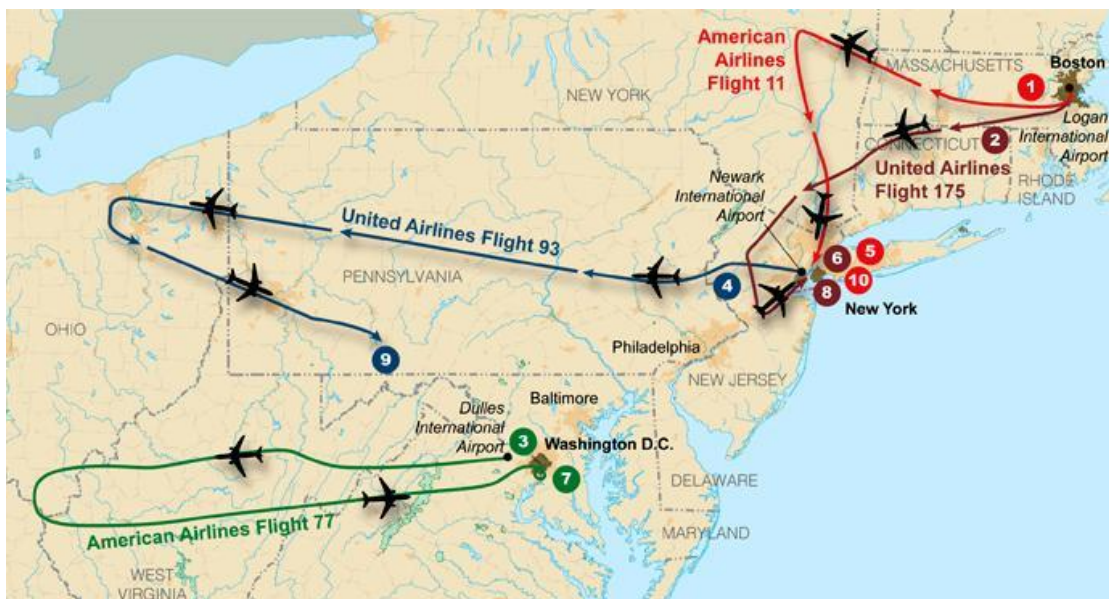 American
Airlines
Flight 11
MASSACHUSETTS
Boston
1
NEW YORK
Logan
International
Airport
2
CONNECTICUT
United Airlines
Flight 175
RHODE
ISLAND
Newark
International
Airport
United Airlines Flight 93
PENNSYLVANIA
4
6
5
10
8
New York
OHIO
9
Philadelphia
NEW JERSEY
Dulles
International
Airport
Baltimore
3
Washington D.C.
7
DELAWARE
American Airlines Flight 77
MARYLAND
WEST
VIRGINIA